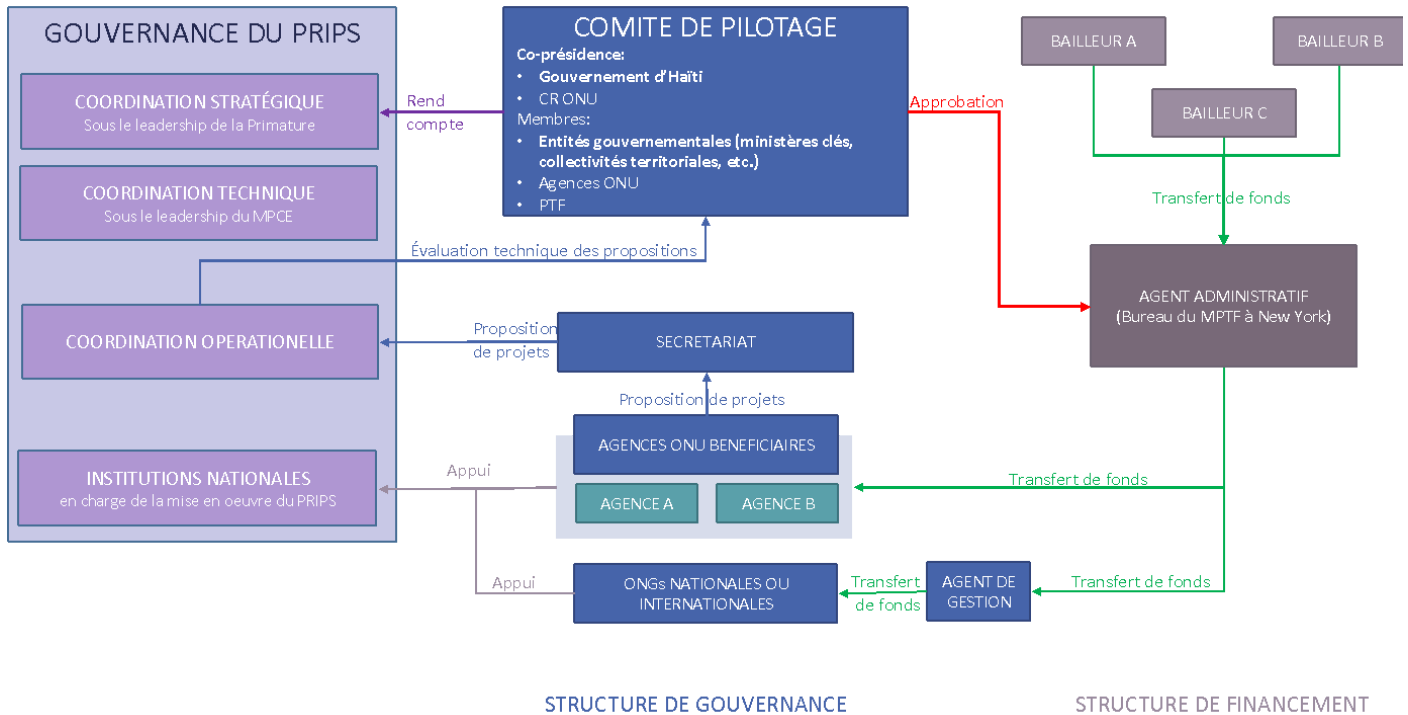 GOUVERNANCE DU PRIPS
COORDINATION STRATÉGIQUE
Sous le leadership de la Primature
COORDINATION TECHNIQUE
Sous le leadership du MPCE
COORDINATION OPERATIONELLE
INSTITUTIONS NATIONALES
en charge de la mise en oeuvre du PRIPS
Rend
compte
COMITE DE PILOTAGE
Co-présidence:
• Gouvernement d'Haïti
• CR ONU
Membres:
• Entités gouvernementales (ministères clés,
collectivités territoriales, etc.)
• Agences ONU
• PTF
Approbation
BAILLEUR A
BAILLEUR B
BAILLEUR C
Transfert de fonds
AGENT ADMINISTRATIF
(Bureau du MPTF à New York)
Évaluation technique des propositions
Proposition
de projets
SECRETARIAT
Proposition de projets
AGENCES ONU BENEFICIAIRES
AGENCE A
AGENCE B
Appui
Transfert de fonds
Appui
ONGs NATIONALES OU
INTERNATIONALES
Transfert
de fonds
AGENT DE
GESTION
Transfert de fonds
STRUCTURE DE GOUVERNANCE
STRUCTURE DE FINANCEMENT